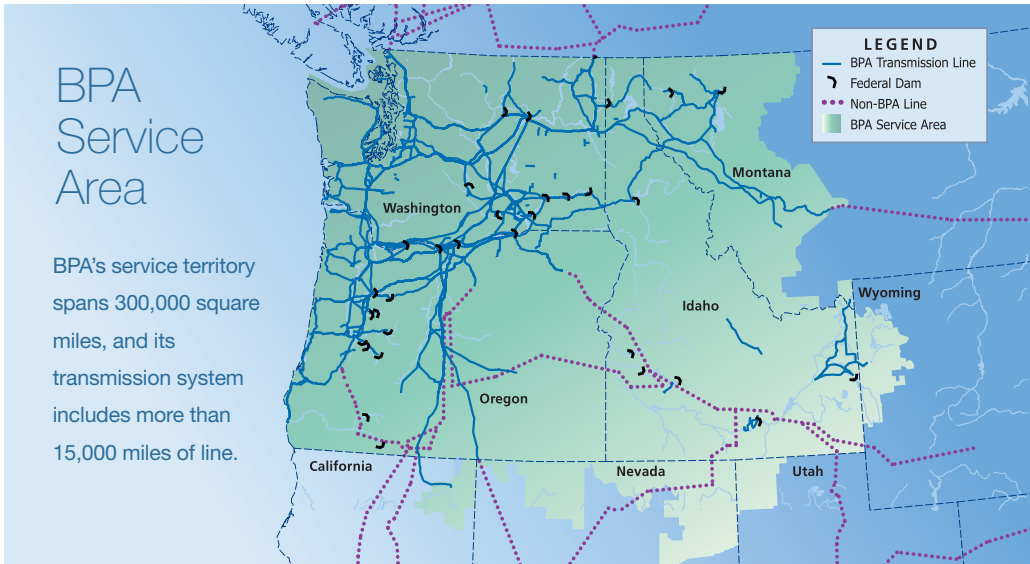 BPA
Service
Area
BPA's service territory
spans 300,000 square
miles, and its
transmission system
includes more than
15,000 miles of line.
LEGEND
BPA Transmission Line
Federal Dam
Non-BPA Line
BPA Service Area
Montana
Washington
Wyoming
Idaho
Oregon
California
Nevada
Utah